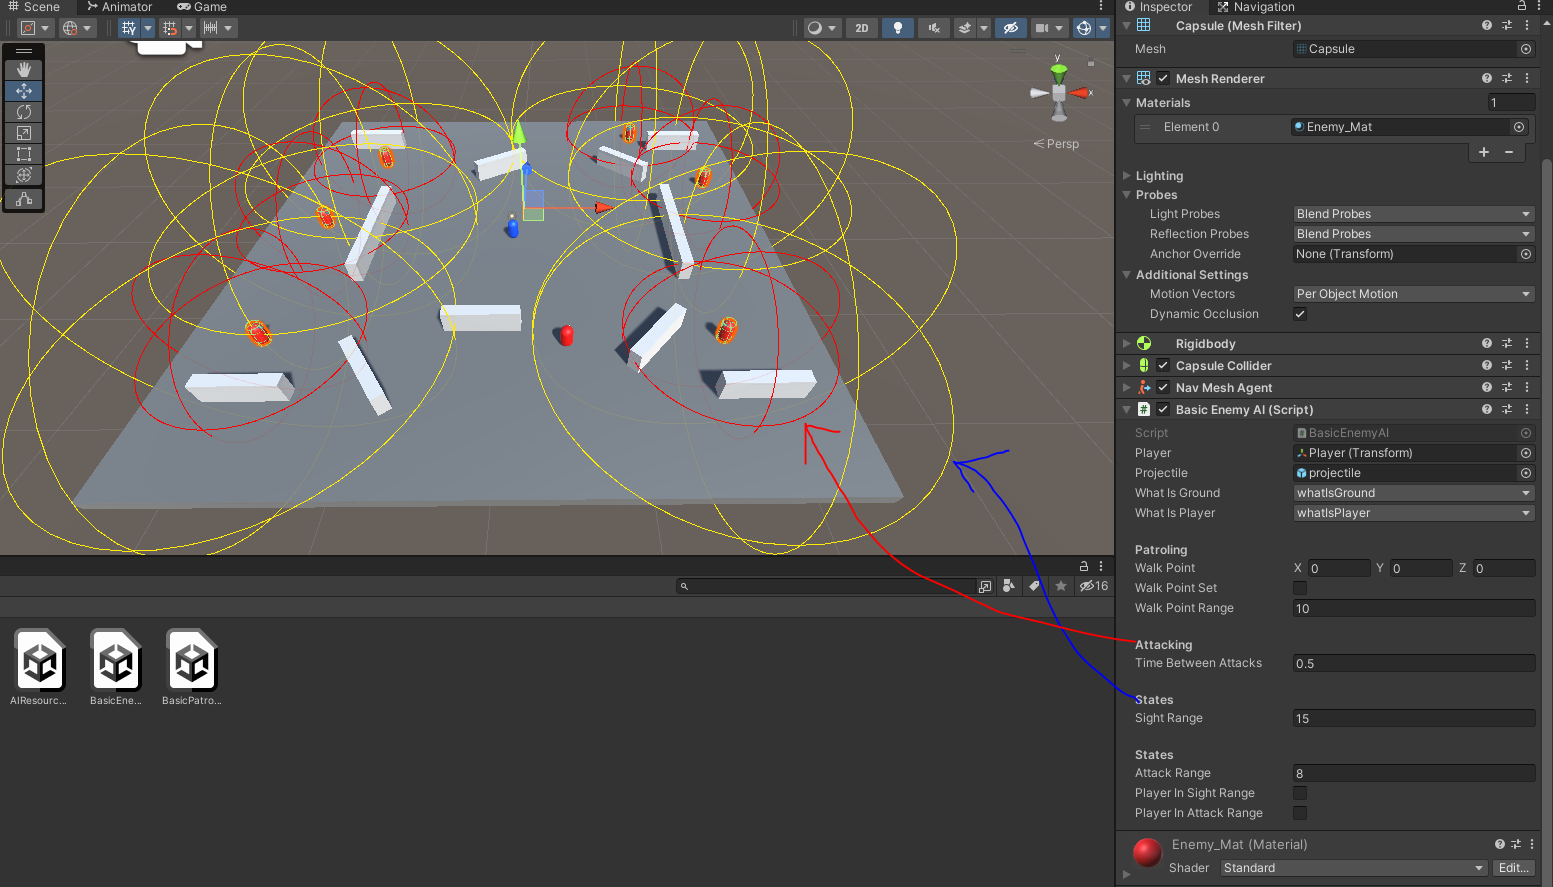 Scene Animator Game
2D
y
x
Persp
16
AIResourc...
BasicEne...
BasicPatro...
Inspector Navigation
Capsule (Mesh Filter)
Mesh Capsule
Mesh Renderer
Materials 1
Element 0 Enemy_Mat
+ −
Lighting
Probes
Light Probes Blend Probes
Reflection Probes Blend Probes
Anchor Override None (Transform)
Additional Settings
Motion Vectors Per Object Motion
Dynamic Occlusion
Rigidbody
Capsule Collider
Nav Mesh Agent
# Basic Enemy AI (Script)
Script BasicEnemyAI
Player Player (Transform)
Projectile projectile
What Is Ground whatIsGround
What Is Player whatIsPlayer
Patroling
Walk Point X 0 Y 0 Z 0
Walk Point Set
Walk Point Range 10
Attacking
Time Between Attacks 0.5
States
Sight Range 15
States
Attack Range 8
Player In Sight Range
Player In Attack Range
Enemy_Mat (Material)
Shader Standard Edit...